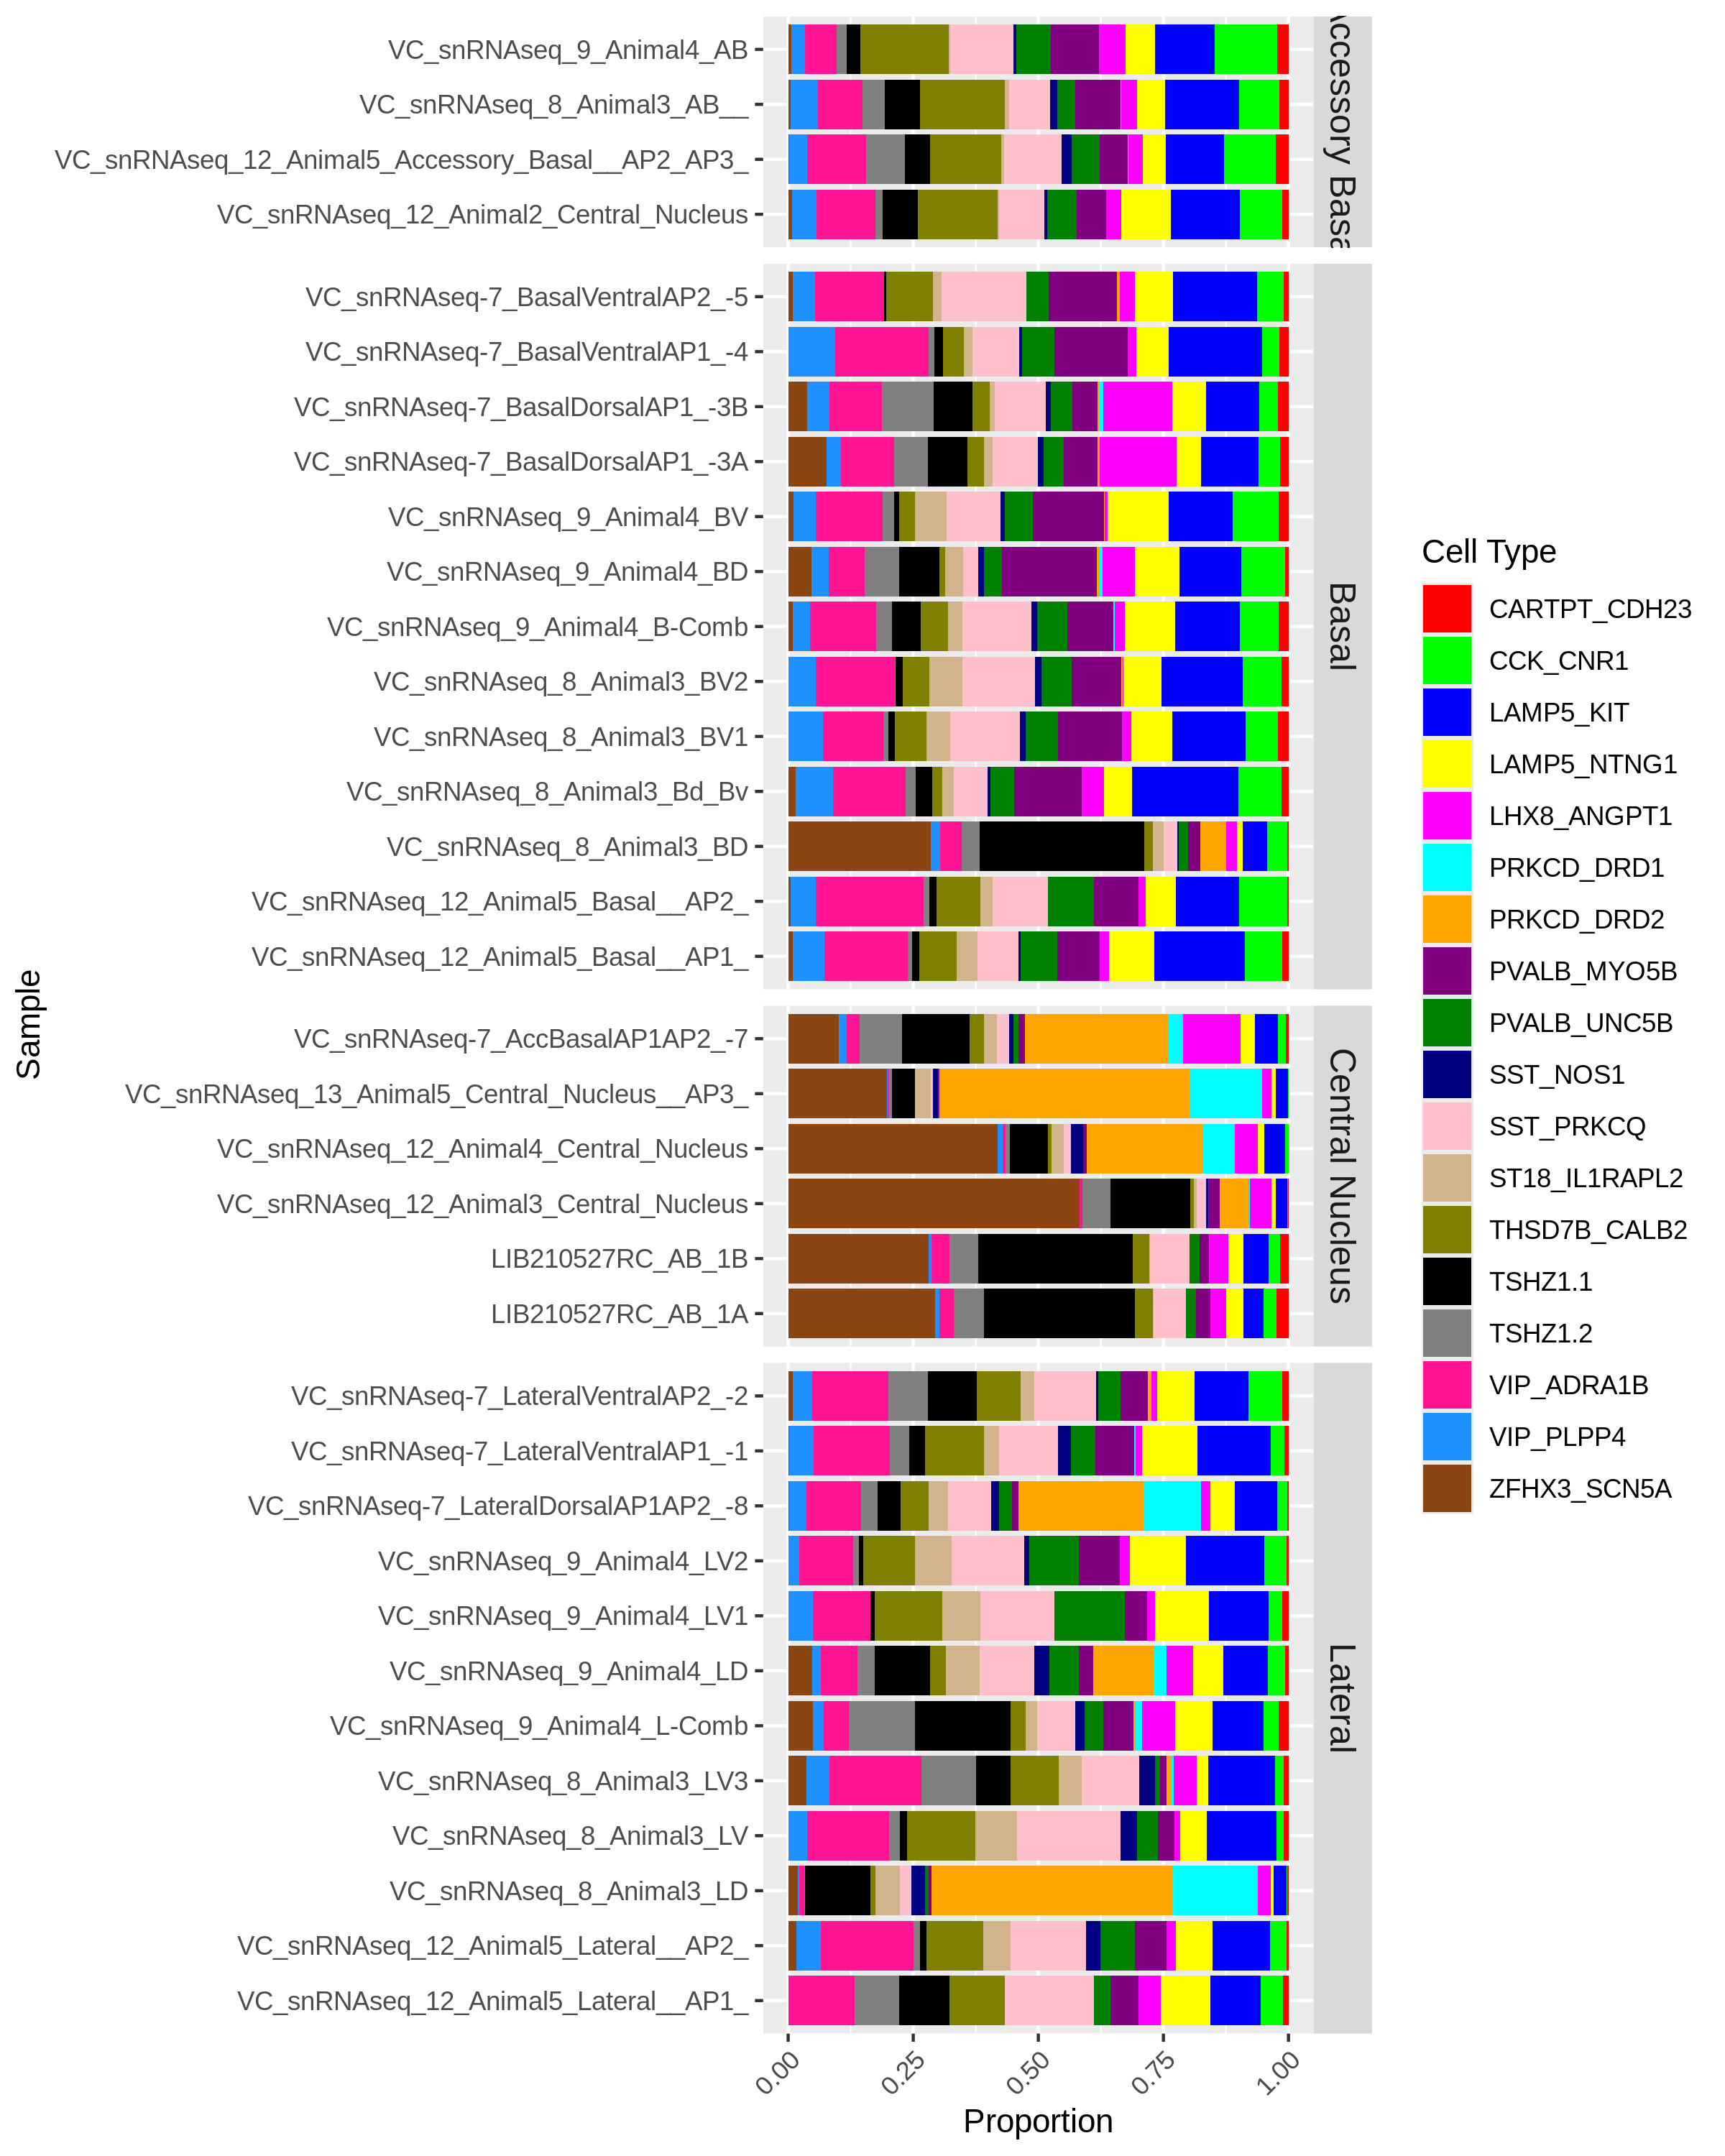 VC_snRNAseq_9_Animal4_AB
VC_snRNAseq_8_Animal3_AB__
VC_snRNAseq_12_Animal5_Accessory_Basal__AP2_AP3_
VC_snRNAseq_12_Animal2_Central_Nucleus
Accessory Basa
VC_snRNAseq-7_BasalVentralAP2_-5
VC_snRNAseq-7_BasalVentralAP1_-4
VC_snRNAseq-7_BasalDorsalAP1_-3B
VC_snRNAseq-7_BasalDorsalAP1_-3A
VC_snRNAseq_9_Animal4_BV
VC_snRNAseq_9_Animal4_BD
VC_snRNAseq_9_Animal4_B-Comb
VC_snRNAseq_8_Animal3_BV2
VC_snRNAseq_8_Animal3_BV1
VC_snRNAseq_8_Animal3_Bd_Bv
VC_snRNAseq_8_Animal3_BD
VC_snRNAseq_12_Animal5_Basal__AP2_
VC_snRNAseq_12_Animal5_Basal__AP1_
Basal
VC_snRNAseq-7_AccBasalAP1AP2_-7
VC_snRNAseq_13_Animal5_Central_Nucleus__AP3_
VC_snRNAseq_12_Animal4_Central_Nucleus
VC_snRNAseq_12_Animal3_Central_Nucleus
LIB210527RC_AB_1B
LIB210527RC_AB_1A
Central Nucleus
VC_snRNAseq-7_LateralVentralAP2_-2
VC_snRNAseq-7_LateralVentralAP1_-1
VC_snRNAseq-7_LateralDorsalAP1AP2_-8
VC_snRNAseq_9_Animal4_LV2
VC_snRNAseq_9_Animal4_LV1
VC_snRNAseq_9_Animal4_LD
VC_snRNAseq_9_Animal4_L-Comb
VC_snRNAseq_8_Animal3_LV3
VC_snRNAseq_8_Animal3_LV
VC_snRNAseq_8_Animal3_LD
VC_snRNAseq_12_Animal5_Lateral__AP2_
VC_snRNAseq_12_Animal5_Lateral__AP1_
Lateral
Sample
0.00
0.25
0.50
0.75
1.00
Proportion
Cell Type
CARTPT_CDH23
CCK_CNR1
LAMP5_KIT
LAMP5_NTNG1
LHX8_ANGPT1
PRKCD_DRD1
PRKCD_DRD2
PVALB_MYO5B
PVALB_UNC5B
SST_NOS1
SST_PRKCQ
ST18_IL1RAPL2
THSD7B_CALB2
TSHZ1.1
TSHZ1.2
VIP_ADRA1B
VIP_PLPP4
ZFHX3_SCN5A